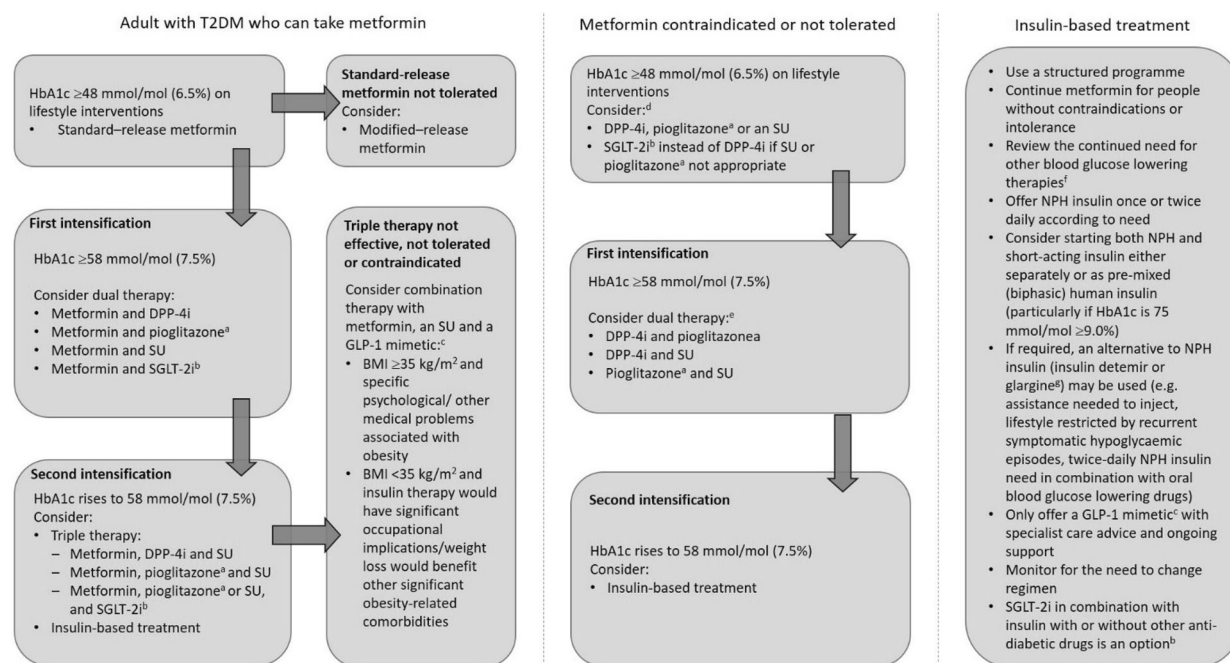 Adult with T2DM who can take metformin
HbA1c ≥48 mmol/mol (6.5%) on
lifestyle interventions
• Standard–release metformin
Standard-release
metformin not tolerated
Consider:
• Modified–release
metformin
First intensification
HbA1c ≥58 mmol/mol (7.5%)
Consider dual therapy:
• Metformin and DPP-4i
• Metformin and pioglitazoneᵃ
• Metformin and SU
• Metformin and SGLT-2iᵇ
Second intensification
HbA1c rises to 58 mmol/mol (7.5%)
Consider:
• Triple therapy:
– Metformin, DPP-4i and SU
– Metformin, pioglitazoneᵃ and SU
– Metformin, pioglitazoneᵃ or SU,
and SGLT-2iᵇ
• Insulin-based treatment
Triple therapy not
effective, not tolerated
or contraindicated
Consider combination
therapy with
metformin, an SU and a
GLP-1 mimetic:ᶜ
• BMI ≥35 kg/m² and
specific
psychological/ other
medical problems
associated with
obesity
• BMI <35 kg/m² and
insulin therapy would
have significant
occupational
implications/weight
loss would benefit
other significant
obesity-related
comorbidities
Metformin contraindicated or not tolerated
HbA1c ≥48 mmol/mol (6.5%) on lifestyle
interventions
Consider:ᵈ
• DPP-4i, pioglitazoneᵃ or an SU
• SGLT-2iᵇ instead of DPP-4i if SU or
pioglitazoneᵃ not appropriate
First intensification
HbA1c ≥58 mmol/mol (7.5%)
Consider dual therapy:ᵉ
• DPP-4i and pioglitazonea
• DPP-4i and SU
• Pioglitazoneᵃ and SU
Second intensification
HbA1c rises to 58 mmol/mol (7.5%)
Consider:
• Insulin-based treatment
Insulin-based treatment
• Use a structured programme
• Continue metformin for people
without contraindications or
intolerance
• Review the continued need for
other blood glucose lowering
therapiesᶠ
• Offer NPH insulin once or twice
daily according to need
• Consider starting both NPH and
short-acting insulin either
separately or as pre-mixed
(biphasic) human insulin
(particularly if HbA1c is 75
mmol/mol ≥9.0%)
• If required, an alternative to NPH
insulin (insulin detemir or
glargineᵍ) may be used (e.g.
assistance needed to inject,
lifestyle restricted by recurrent
symptomatic hypoglycaemic
episodes, twice-daily NPH insulin
need in combination with oral
blood glucose lowering drugs)
• Only offer a GLP-1 mimeticᶜ with
specialist care advice and ongoing
support
• Monitor for the need to change
regimen
• SGLT-2i in combination with
insulin with or without other anti-
diabetic drugs is an optionᵇ